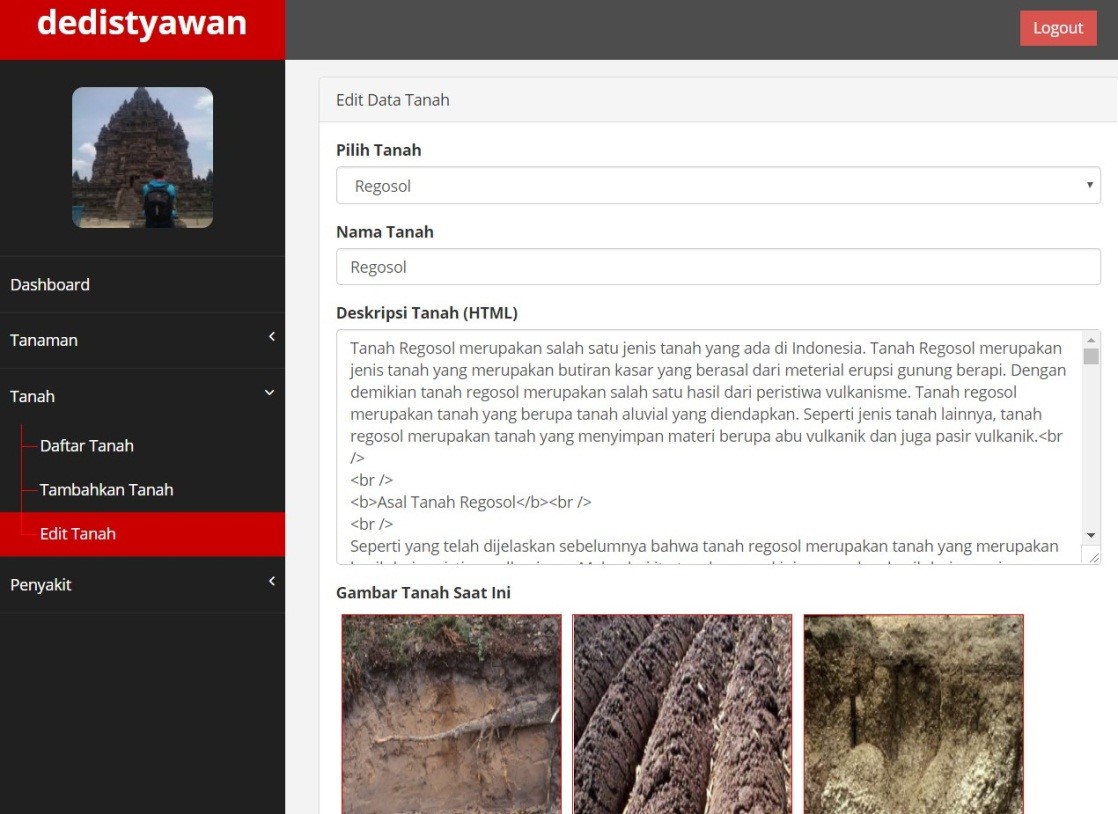 dedistyawan
Logout
Dashboard
Tanaman
Tanah
Daftar Tanah
Tambahkan Tanah
Edit Tanah
Penyakit
Edit Data Tanah
Pilih Tanah
Regosol
Nama Tanah
Regosol
Deskripsi Tanah (HTML)
Tanah Regosol merupakan salah satu jenis tanah yang ada di Indonesia. Tanah Regosol merupakan
jenis tanah yang merupakan butiran kasar yang berasal dari meterial erupsi gunung berapi. Dengan
demikian tanah regosol merupakan salah satu hasil dari peristiwa vulkanisme. Tanah regosol
merupakan tanah yang berupa tanah aluvial yang diendapkan. Seperti jenis tanah lainnya, tanah
regosol merupakan tanah yang menyimpan materi berupa abu vulkanik dan juga pasir vulkanik.<br
/>
<br />
<b>Asal Tanah Regosol</b><br />
<br />
Seperti yang telah dijelaskan sebelumnya bahwa tanah regosol merupakan tanah yang merupakan
Gambar Tanah Saat Ini